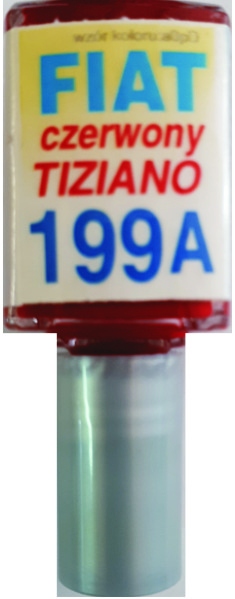 FIAT
czerwony
TIZIANO
199A